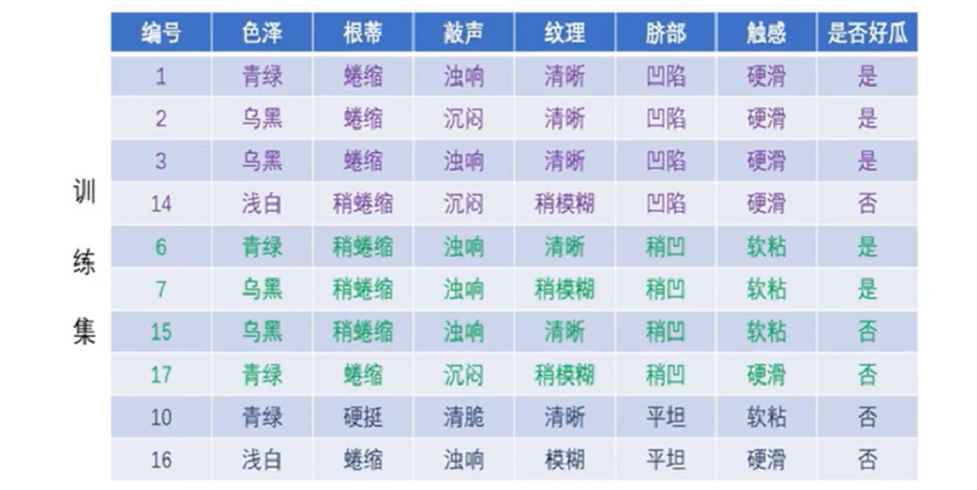 编号 色泽 根蒂 敲声 纹理 脐部 触感 是否好瓜
1 青绿 蜷缩 浊响 清晰 凹陷 硬滑 是
2 乌黑 蜷缩 沉闷 清晰 凹陷 硬滑 是
3 乌黑 蜷缩 浊响 清晰 凹陷 硬滑 是
14 浅白 稍蜷缩 沉闷 稍模糊 凹陷 硬滑 否
6 青绿 稍蜷缩 浊响 清晰 稍凹 软粘 是
7 乌黑 稍蜷缩 浊响 稍模糊 稍凹 软粘 是
15 乌黑 稍蜷缩 浊响 清晰 稍凹 软粘 否
17 青绿 蜷缩 沉闷 稍模糊 稍凹 硬滑 否
10 青绿 硬挺 清脆 清晰 平坦 软粘 否
16 浅白 蜷缩 浊响 模糊 平坦 硬滑 否
训
练
集